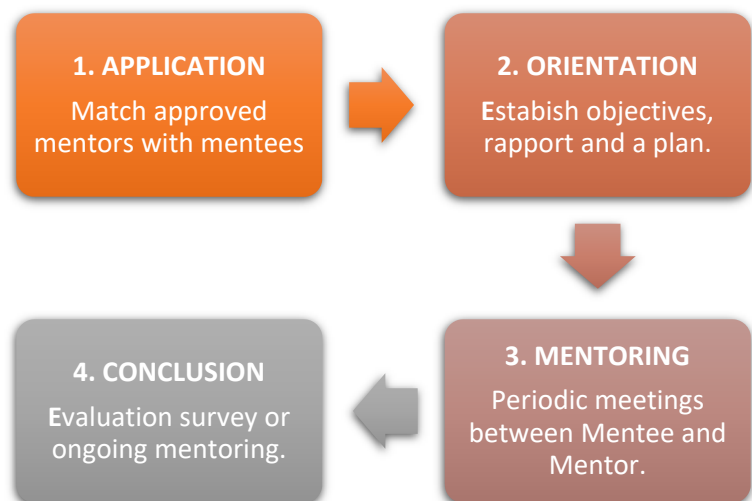 1. APPLICATION
Match approved
mentors with mentees
2. ORIENTATION
Estabish objectives,
rapport and a plan.
3. MENTORING
Periodic meetings
between Mentee and
Mentor.
4. CONCLUSION
Evaluation survey or
ongoing mentoring.